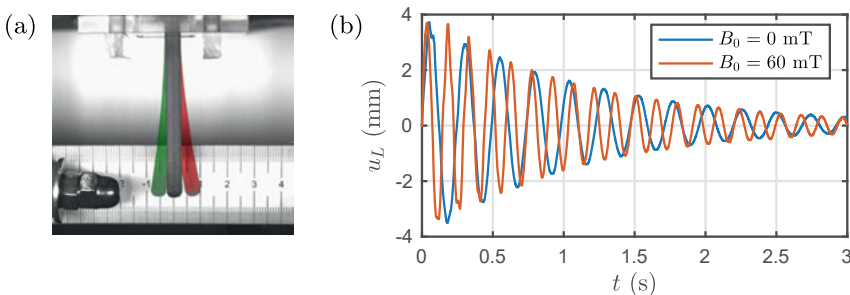 (a)
-1
2 3 4
(b)
4
2
0
-2
-4
u_L (mm)
B_0 = 0 mT
B_0 = 60 mT
0 0.5 1 1.5 2 2.5 3
t (s)